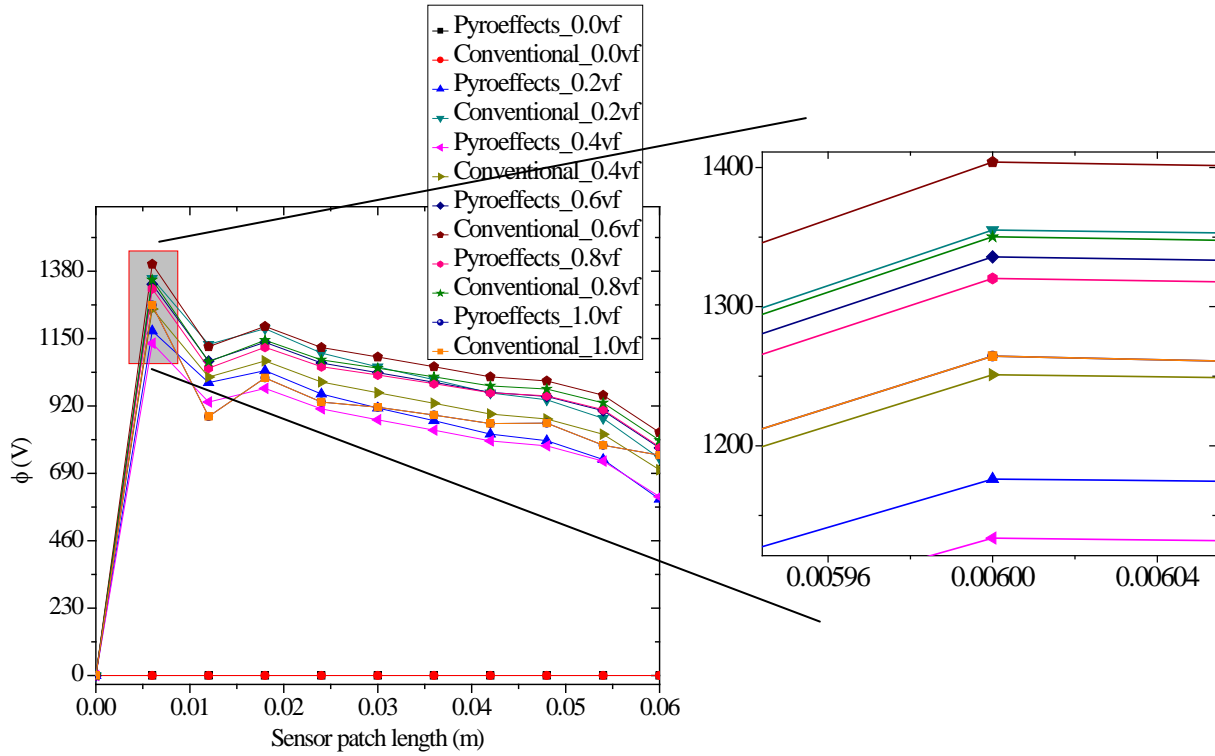 Pyroeffects_0.0vf
Conventional_0.0vf
Pyroeffects_0.2vf
Conventional_0.2vf
Pyroeffects_0.4vf
Conventional_0.4vf
Pyroeffects_0.6vf
Conventional_0.6vf
Pyroeffects_0.8vf
Conventional_0.8vf
Pyroeffects_1.0vf
Conventional_1.0vf
1380
1150
920
690
460
230
0
ϕ (V)
0.00 0.01 0.02 0.03 0.04 0.05 0.06
Sensor patch length (m)
1400
1300
1200
0.00596 0.00600 0.00604